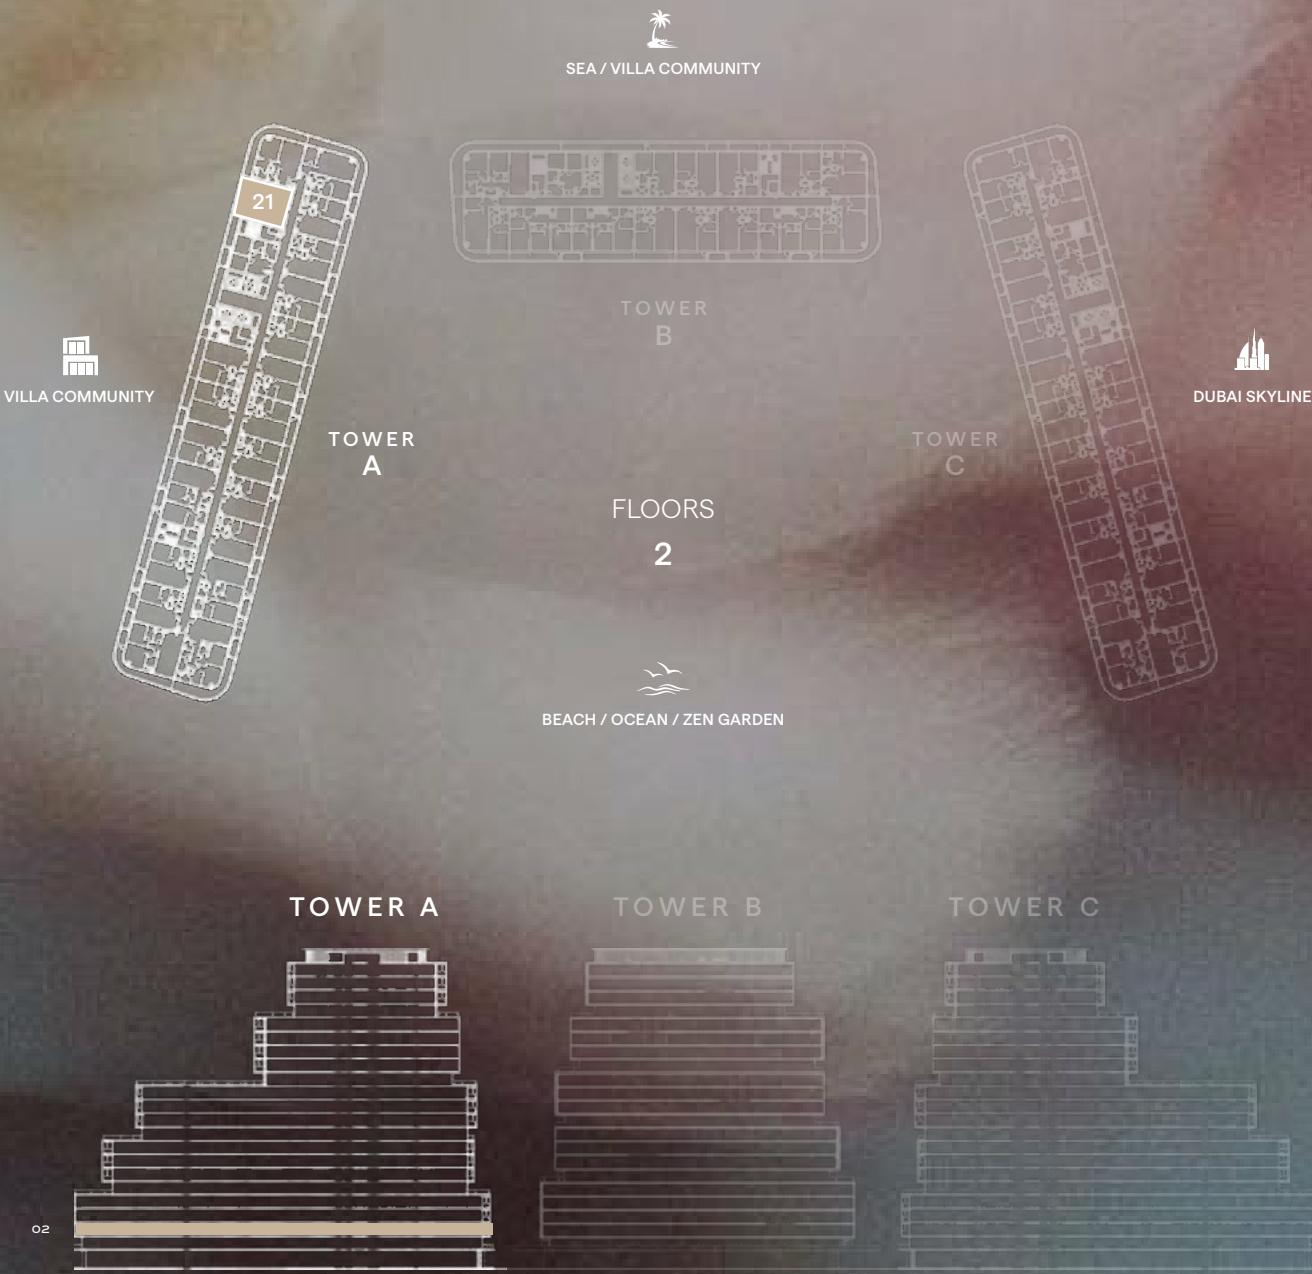 SEA / VILLA COMMUNITY
21
TOWER
B
VILLA COMMUNITY
DUBAI SKYLINE
TOWER
A
TOWER
C
FLOORS
2
BEACH / OCEAN / ZEN GARDEN
TOWER A
TOWER B
TOWER C
02